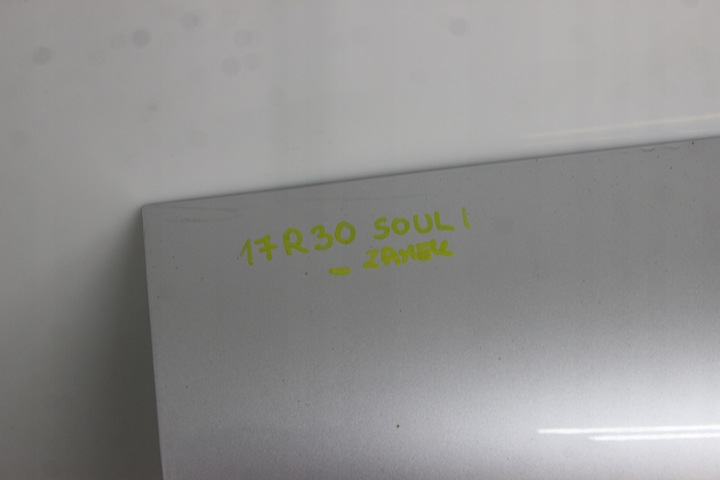 17R30 SOUL I
- ZAMEK